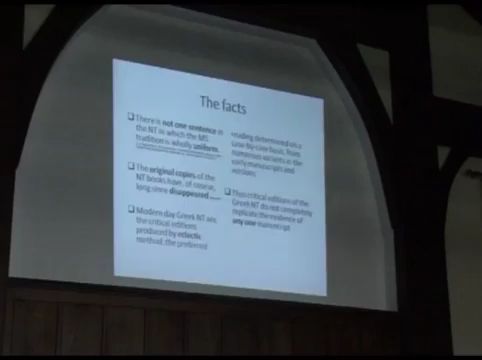 The facts
❑ There is not one sentence in
the NT in which the MS
tradition is wholly uniform.
❑ The original copies of the
NT books have, of course,
long since disappeared
❑ Modern-day Greek NT are
the critical editions
produced by eclectic
method, the preferred
reading determined on a
case-by-case basis, from
numerous variants in the
early manuscripts and
versions.
❑ Thus critical editions of the
Greek NT do not completely
replicate the evidence of
any one manuscript